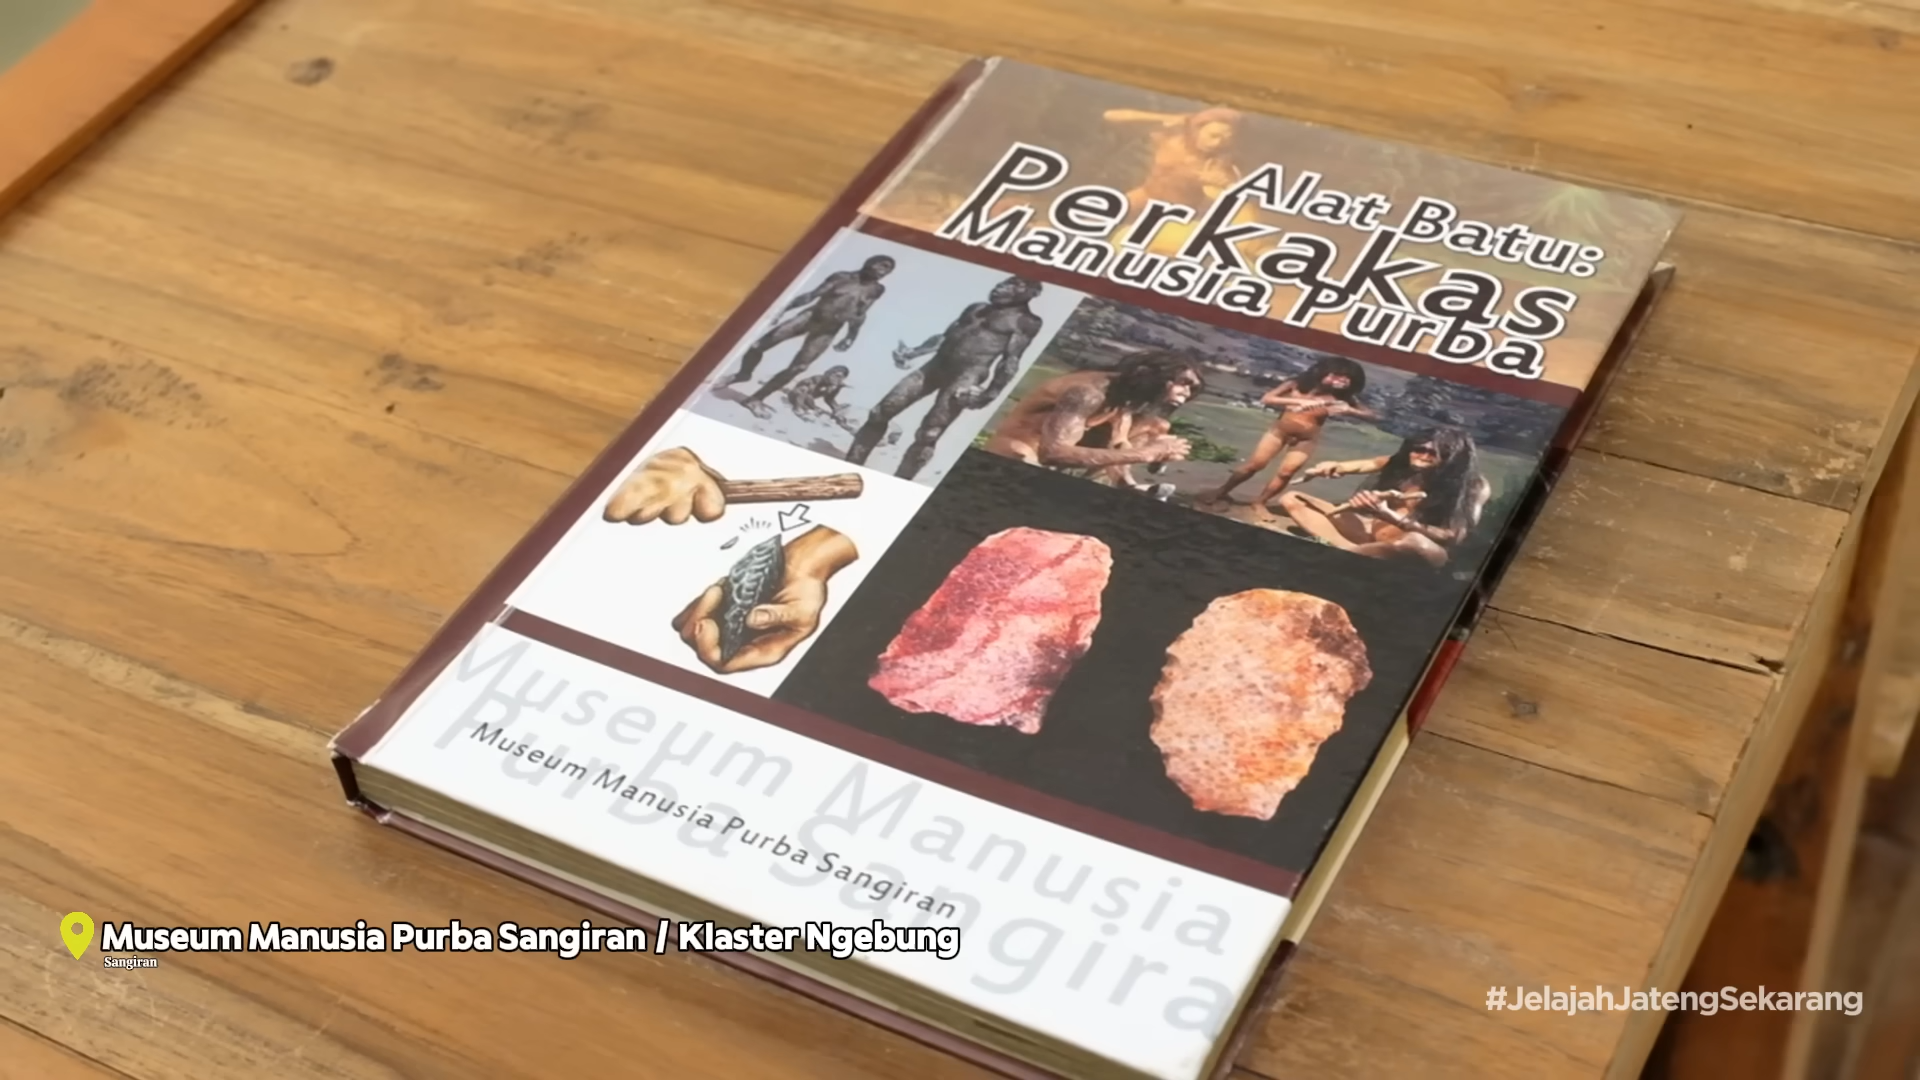 Alat Batu:
Perkakas
Manusia Purba
Museum Manusia
Purba Sangira
Museum Manusia Purba Sangiran
Museum Manusia Purba Sangiran / Klaster Ngebung
Sangiran
#JelajahJatengSekarang